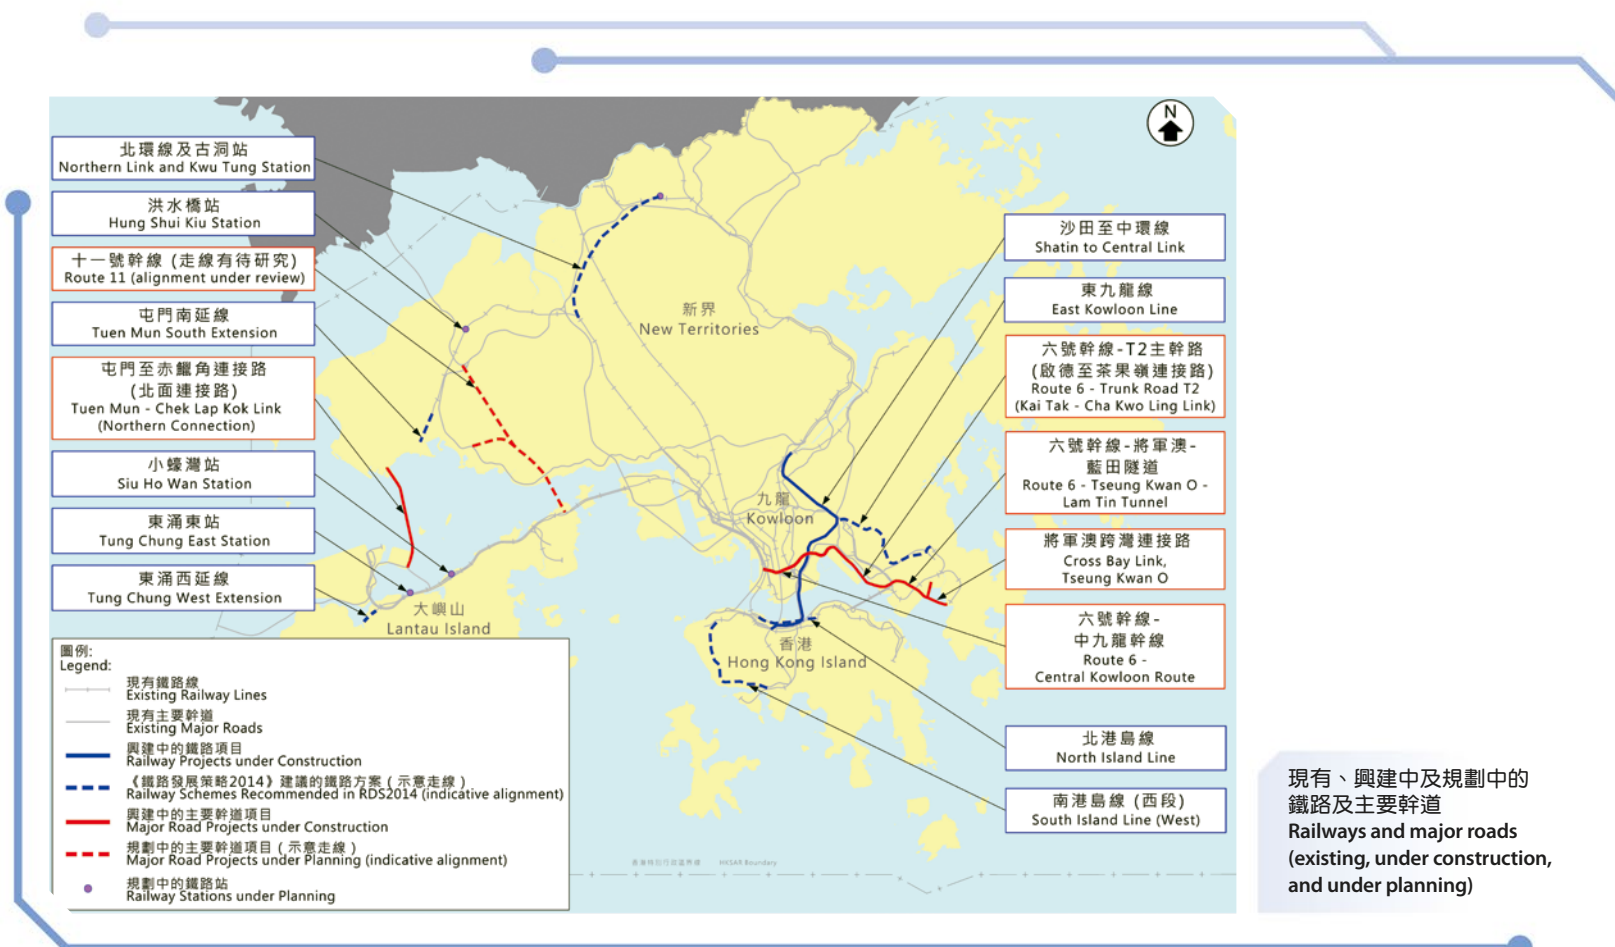 北環線及古洞站
Northern Link and Kwu Tung Station
洪水橋站
Hung Shui Kiu Station
十一號幹線 (走線有待研究)
Route 11 (alignment under review)
屯門南延線
Tuen Mun South Extension
屯門至赤鱲角連接路
(北面連接路)
Tuen Mun - Chek Lap Kok Link
(Northern Connection)
小蠔灣站
Siu Ho Wan Station
東涌東站
Tung Chung East Station
東涌西延線
Tung Chung West Extension
N
新界
New Territories
九龍
Kowloon
大嶼山
Lantau Island
香港
Hong Kong Island
沙田至中環線
Shatin to Central Link
東九龍線
East Kowloon Line
六號幹線-T2主幹路
(啟德至茶果嶺連接路)
Route 6 - Trunk Road T2
(Kai Tak - Cha Kwo Ling Link)
六號幹線-將軍澳-
藍田隧道
Route 6 - Tseung Kwan O -
Lam Tin Tunnel
將軍澳跨灣連接路
Cross Bay Link,
Tseung Kwan O
六號幹線-
中九龍幹線
Route 6 -
Central Kowloon Route
北港島線
North Island Line
南港島線 (西段)
South Island Line (West)
圖例:
Legend:
現有鐵路線
Existing Railway Lines
現有主要幹道
Existing Major Roads
興建中的鐵路項目
Railway Projects under Construction
《鐵路發展策略2014》建議的鐵路方案 ( 示意走線 )
Railway Schemes Recommended in RDS2014 (indicative alignment)
興建中的主要幹道項目
Major Road Projects under Construction
規劃中的主要幹道項目 ( 示意走線 )
Major Road Projects under Planning (indicative alignment)
規劃中的鐵路站
Railway Stations under Planning
香港特別行政區界線 HKSAR Boundary
現有、興建中及規劃中的
鐵路及主要幹道
Railways and major roads
(existing, under construction,
and under planning)